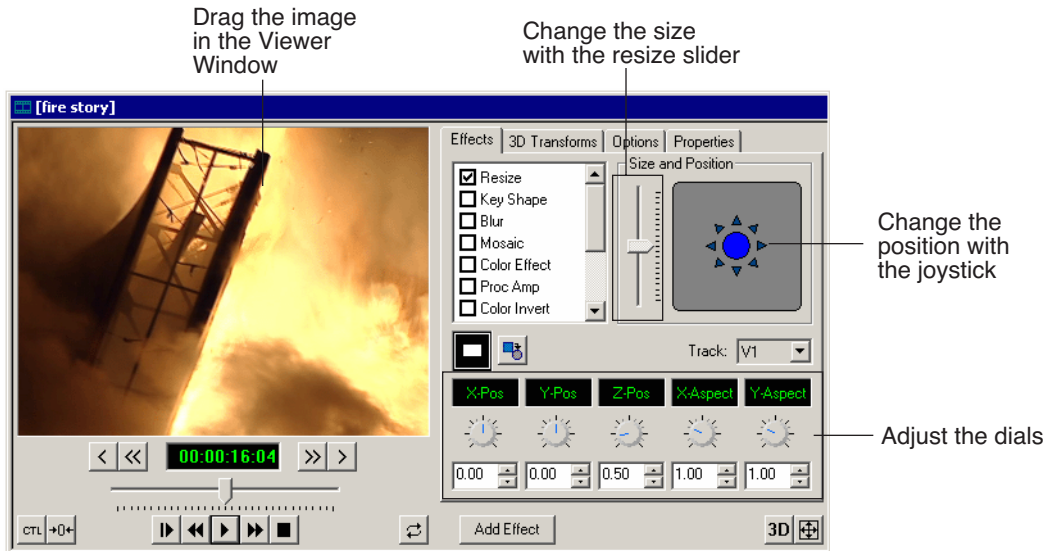 Drag the image
in the Viewer
Window
Change the size
with the resize slider
[fire story]
Effects
3D Transforms
Options
Properties
Size and Position
Resize
Key Shape
Blur
Mosaic
Color Effect
Proc Amp
Color Invert
Change the
position with
the joystick
Track: V1
X-Pos
Y-Pos
Z-Pos
X-Aspect
Y-Aspect
Adjust the dials
0.00
0.00
0.50
1.00
1.00
00:00:16:04
CTL
→0←
Add Effect
3D